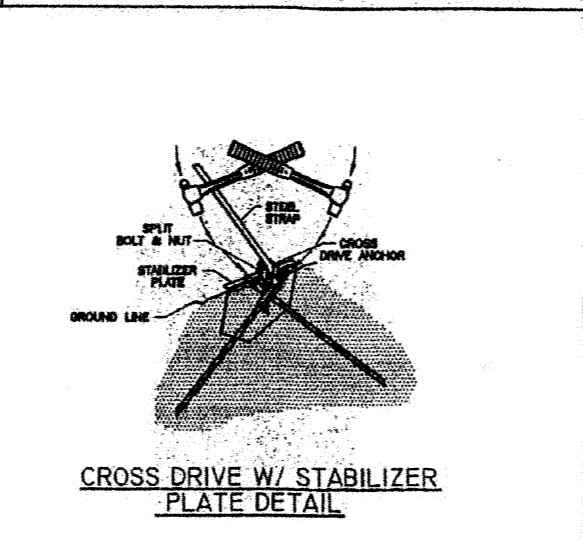 STEEL
STRAP
SPLIT
BOLT & NUT
CROSS
DRIVE ANCHOR
STABILIZER
PLATE
GROUND LINE
CROSS DRIVE W/ STABILIZER
PLATE DETAIL